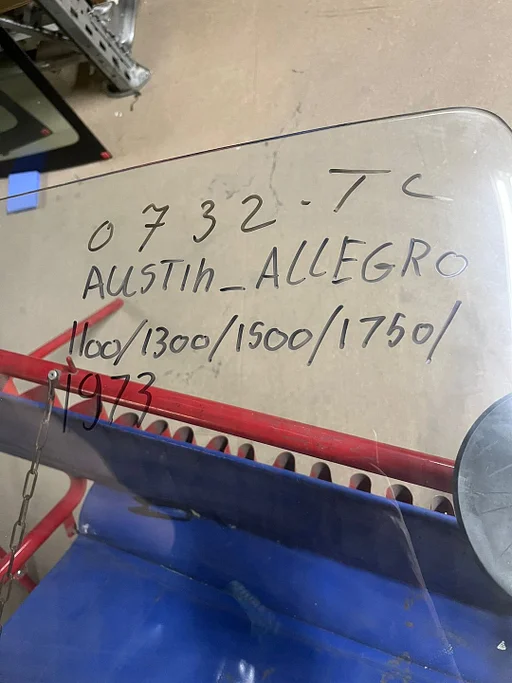 0732-TC
AUSTIn_ALLEGRO
1100/1300/1500/1750/
1973